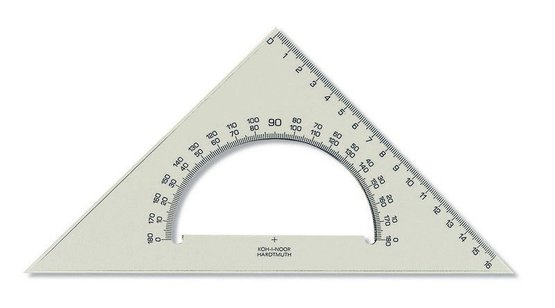 0 1 2 3 4 5 6 7 8 9 10 11 12 13 14 15 16
180 170 160 150 140 130 120 110 100 90 80 70 60 50 40 30 20 10 0
0 10 20 30 40 50 60 70 80 100 110 120 130 140 150 160 170 180
KOH-I-NOOR
HARDTMUTH